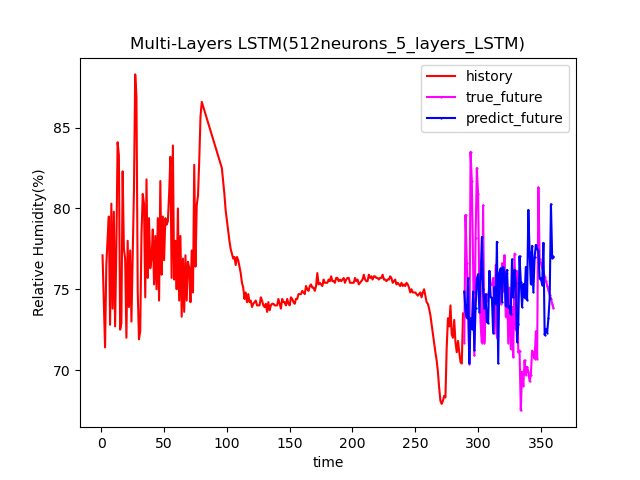 Multi-Layers LSTM(512neurons_5_layers_LSTM)
history
true_future
predict_future
Relative Humidity(%)
85
80
75
70
0
50
100
150
200
250
300
350
time